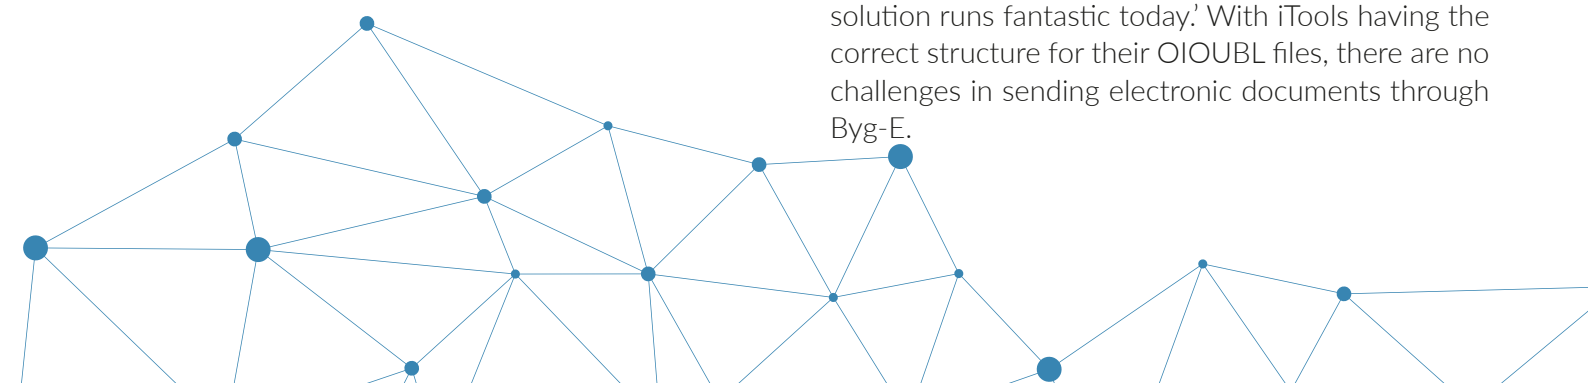 solution runs fantastic today.’ With iTools having the
correct structure for their OIOUBL files, there are no
challenges in sending electronic documents through
Byg-E.